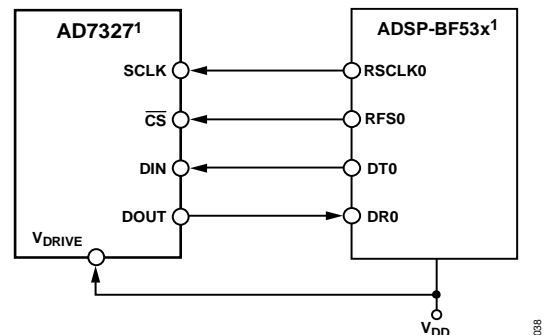 AD7327¹
ADSP-BF53x¹
SCLK
RSCLK0
CS
RFS0
DIN
DT0
DOUT
DR0
VDRIVE
VDD
038